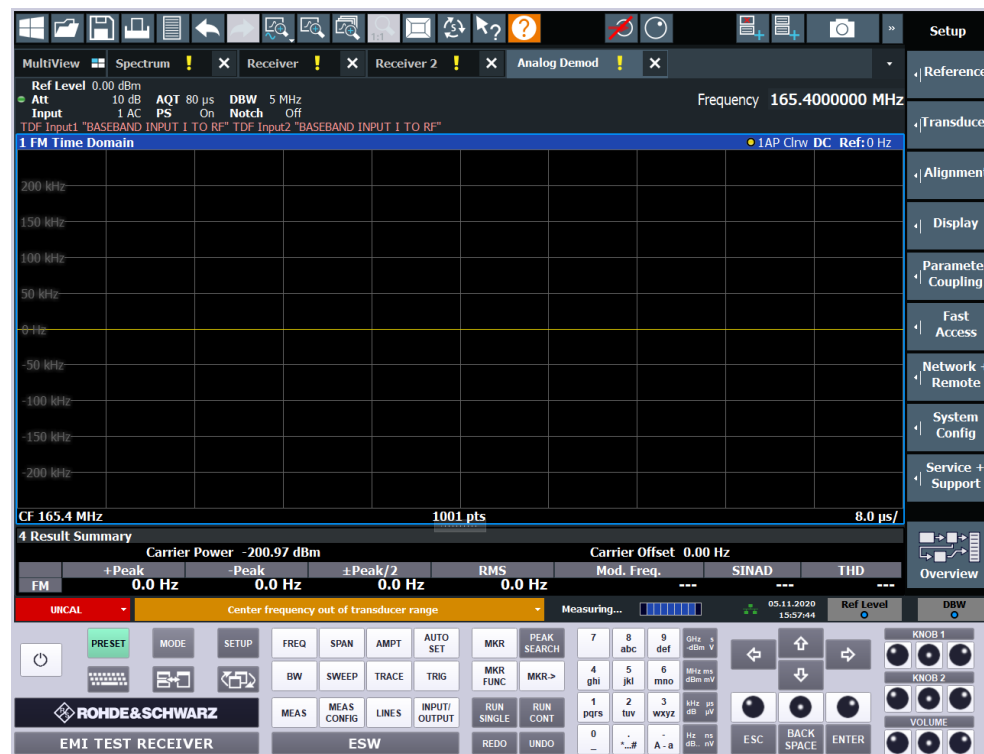 1:1
Setup
MultiView Spectrum ! X Receiver ! X Receiver 2 ! X Analog Demod ! X
Ref Level 0.00 dBm
Att 10 dB AQT 80 µs DBW 5 MHz Frequency 165.4000000 MHz
Input 1 AC PS On Notch Off
TDF Input1 "BASEBAND INPUT I TO RF" TDF Input2 "BASEBAND INPUT I TO RF"
1 FM Time Domain 1AP Clrw DC Ref: 0 Hz
200 kHz
150 kHz
100 kHz
50 kHz
0 Hz
-50 kHz
-100 kHz
-150 kHz
-200 kHz
CF 165.4 MHz 1001 pts 8.0 µs/
4 Result Summary
Carrier Power -200.97 dBm Carrier Offset 0.00 Hz
+Peak -Peak ±Peak/2 RMS Mod. Freq. SINAD THD
FM 0.0 Hz 0.0 Hz 0.0 Hz 0.0 Hz --- --- ---
Reference
Transduce
Alignmen
Display
Paramete
Coupling
Fast
Access
Network +
Remote
System
Config
Service +
Support
Overview
UNCAL Center frequency out of transducer range Measuring... 05.11.2020 15:57:44 Ref Level DBW
PRESET MODE SETUP FREQ SPAN AMPT AUTO SET MKR PEAK SEARCH
BW SWEEP TRACE TRIG MKR FUNC MKR->
MEAS MEAS CONFIG LINES INPUT/ OUTPUT RUN SINGLE RUN CONT
REDO UNDO
7 8 abc 9 def GHz s -dBm V
4 ghi 5 jkl 6 mno MHz ms dBm mV
1 pqrs 2 tuv 3 wxyz kHz µs dB µV
0 _ . *...# - A - a Hz ns dB.. nV
ESC BACK SPACE ENTER
KNOB 1
KNOB 2
VOLUME
ROHDE&SCHWARZ
EMI TEST RECEIVER ESW